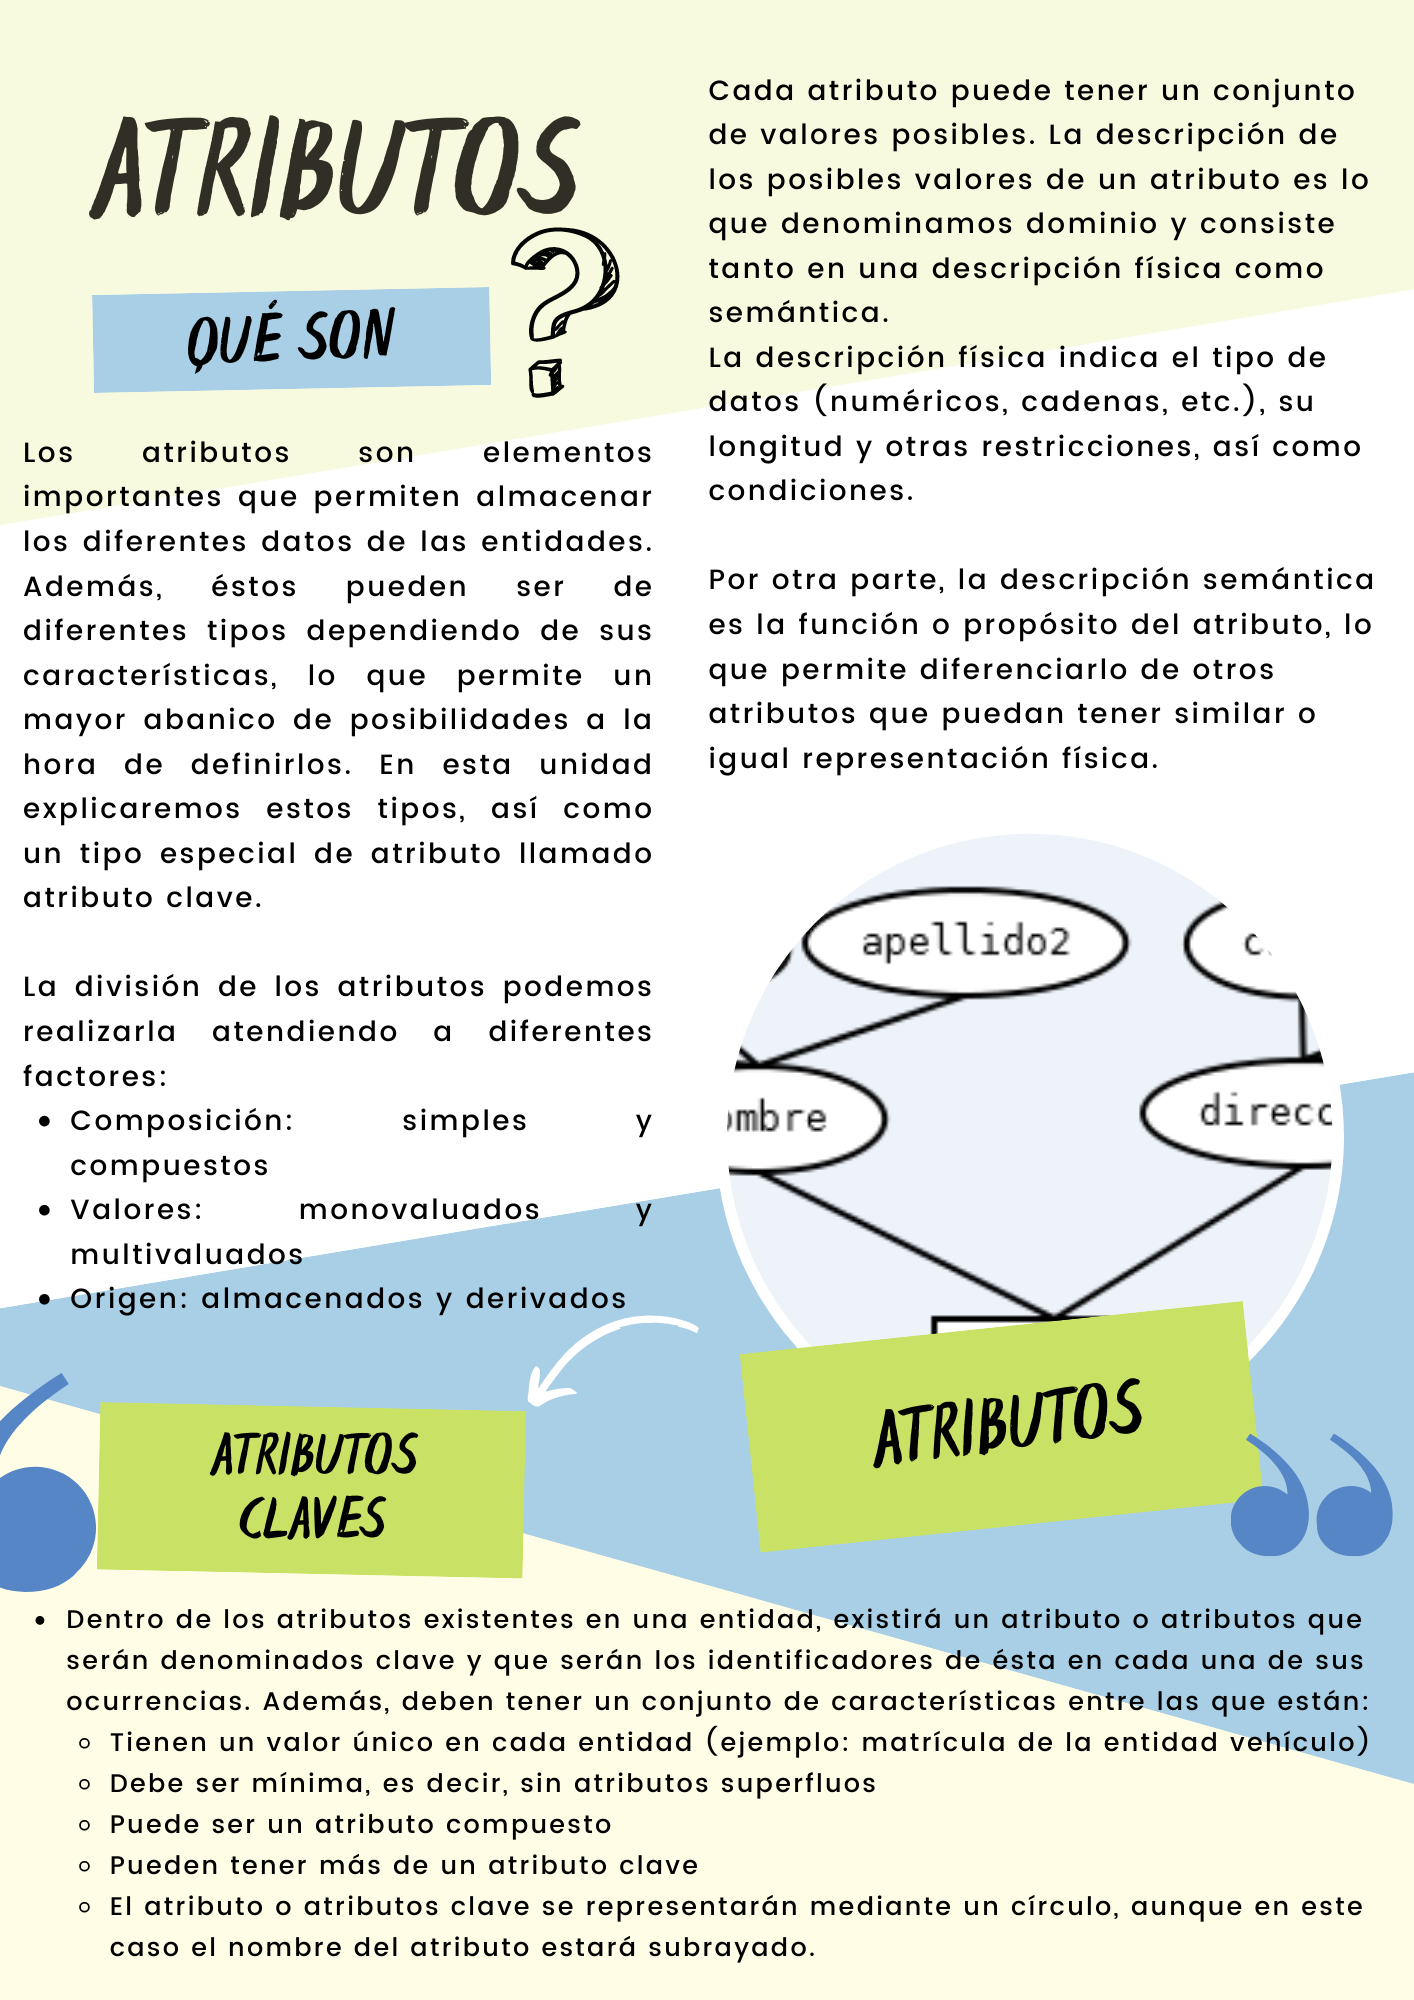 ATRIBUTOS
QUÉ SON
?
Los atributos son elementos
importantes que permiten almacenar
los diferentes datos de las entidades.
Además, éstos pueden ser de
diferentes tipos dependiendo de sus
características, lo que permite un
mayor abanico de posibilidades a la
hora de definirlos. En esta unidad
explicaremos estos tipos, así como
un tipo especial de atributo llamado
atributo clave.
La división de los atributos podemos
realizarla atendiendo a diferentes
factores:
• Composición: simples y
compuestos
• Valores: monovaluados y
multivaluados
• Origen: almacenados y derivados
Cada atributo puede tener un conjunto
de valores posibles. La descripción de
los posibles valores de un atributo es lo
que denominamos dominio y consiste
tanto en una descripción física como
semántica.
La descripción física indica el tipo de
datos (numéricos, cadenas, etc.), su
longitud y otras restricciones, así como
condiciones.
Por otra parte, la descripción semántica
es la función o propósito del atributo, lo
que permite diferenciarlo de otros
atributos que puedan tener similar o
igual representación física.
apellido2
ombre
direcc
ATRIBUTOS
ATRIBUTOS
CLAVES
• Dentro de los atributos existentes en una entidad, existirá un atributo o atributos que
serán denominados clave y que serán los identificadores de ésta en cada una de sus
ocurrencias. Además, deben tener un conjunto de características entre las que están:
◦ Tienen un valor único en cada entidad (ejemplo: matrícula de la entidad vehículo)
◦ Debe ser mínima, es decir, sin atributos superfluos
◦ Puede ser un atributo compuesto
◦ Pueden tener más de un atributo clave
◦ El atributo o atributos clave se representarán mediante un círculo, aunque en este
caso el nombre del atributo estará subrayado.